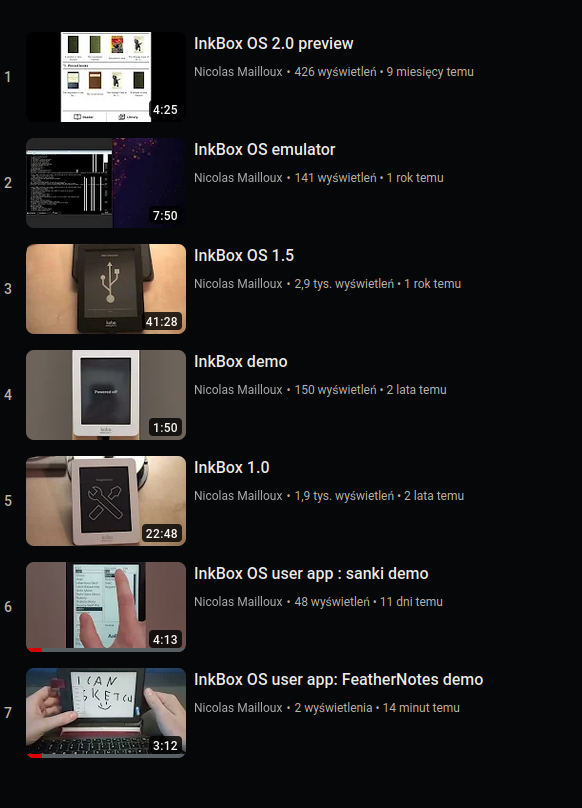 1
4:25
InkBox OS 2.0 preview
Nicolas Mailloux • 426 wyświetleń • 9 miesięcy temu
2
7:50
InkBox OS emulator
Nicolas Mailloux • 141 wyświetleń • 1 rok temu
3
41:28
InkBox OS 1.5
Nicolas Mailloux • 2,9 tys. wyświetleń • 1 rok temu
4
Powered off
1:50
InkBox demo
Nicolas Mailloux • 150 wyświetleń • 2 lata temu
5
22:48
InkBox 1.0
Nicolas Mailloux • 1,9 tys. wyświetleń • 2 lata temu
6
4:13
InkBox OS user app : sanki demo
Nicolas Mailloux • 48 wyświetleń • 11 dni temu
7
I CAN
SKETCH
3:12
InkBox OS user app: FeatherNotes demo
Nicolas Mailloux • 2 wyświetlenia • 14 minut temu